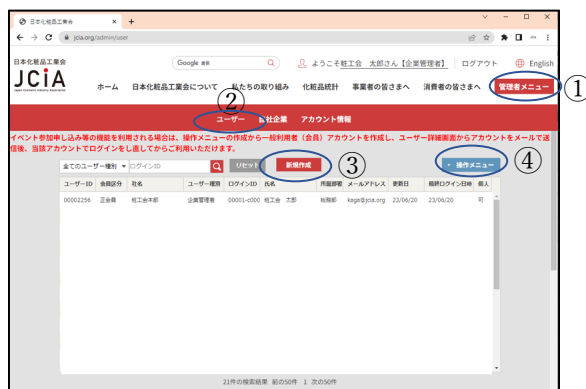 日本化粧品工業会
jcia.org/admin/user
日本化粧品工業会
JCIA
Google 検索
ようこそ粧工会 太郎さん【企業管理者】
ログアウト
English
ホーム 日本化粧品工業会について 私たちの取り組み 化粧品統計 事業者の皆さまへ 消費者の皆さまへ 管理者メニュー ①
②
ユーザー 会社企業 アカウント情報
イベント参加申し込み等の機能を利用される場合は、操作メニューの作成から一般利用者（会員）アカウントを作成し、ユーザー詳細画面からアカウントをメールで送
信後、当該アカウントでログインをし直してからご利用いただけます。
全てのユーザー種別 ログインID リセット 新規作成 ③ 操作メニュー ④
ユーザーID 会員区分 社名 ユーザー種別 ログインID 氏名 所属部署 メールアドレス 更新日 最終ログイン日時 個人
00002256 正会員 粧工会本部 企業管理者 00001-c000 粧工会 太郎 総務部 kaga@jcia.org 23/06/20 23/06/20 可
21件の検索結果 前の50件 1 次の50件